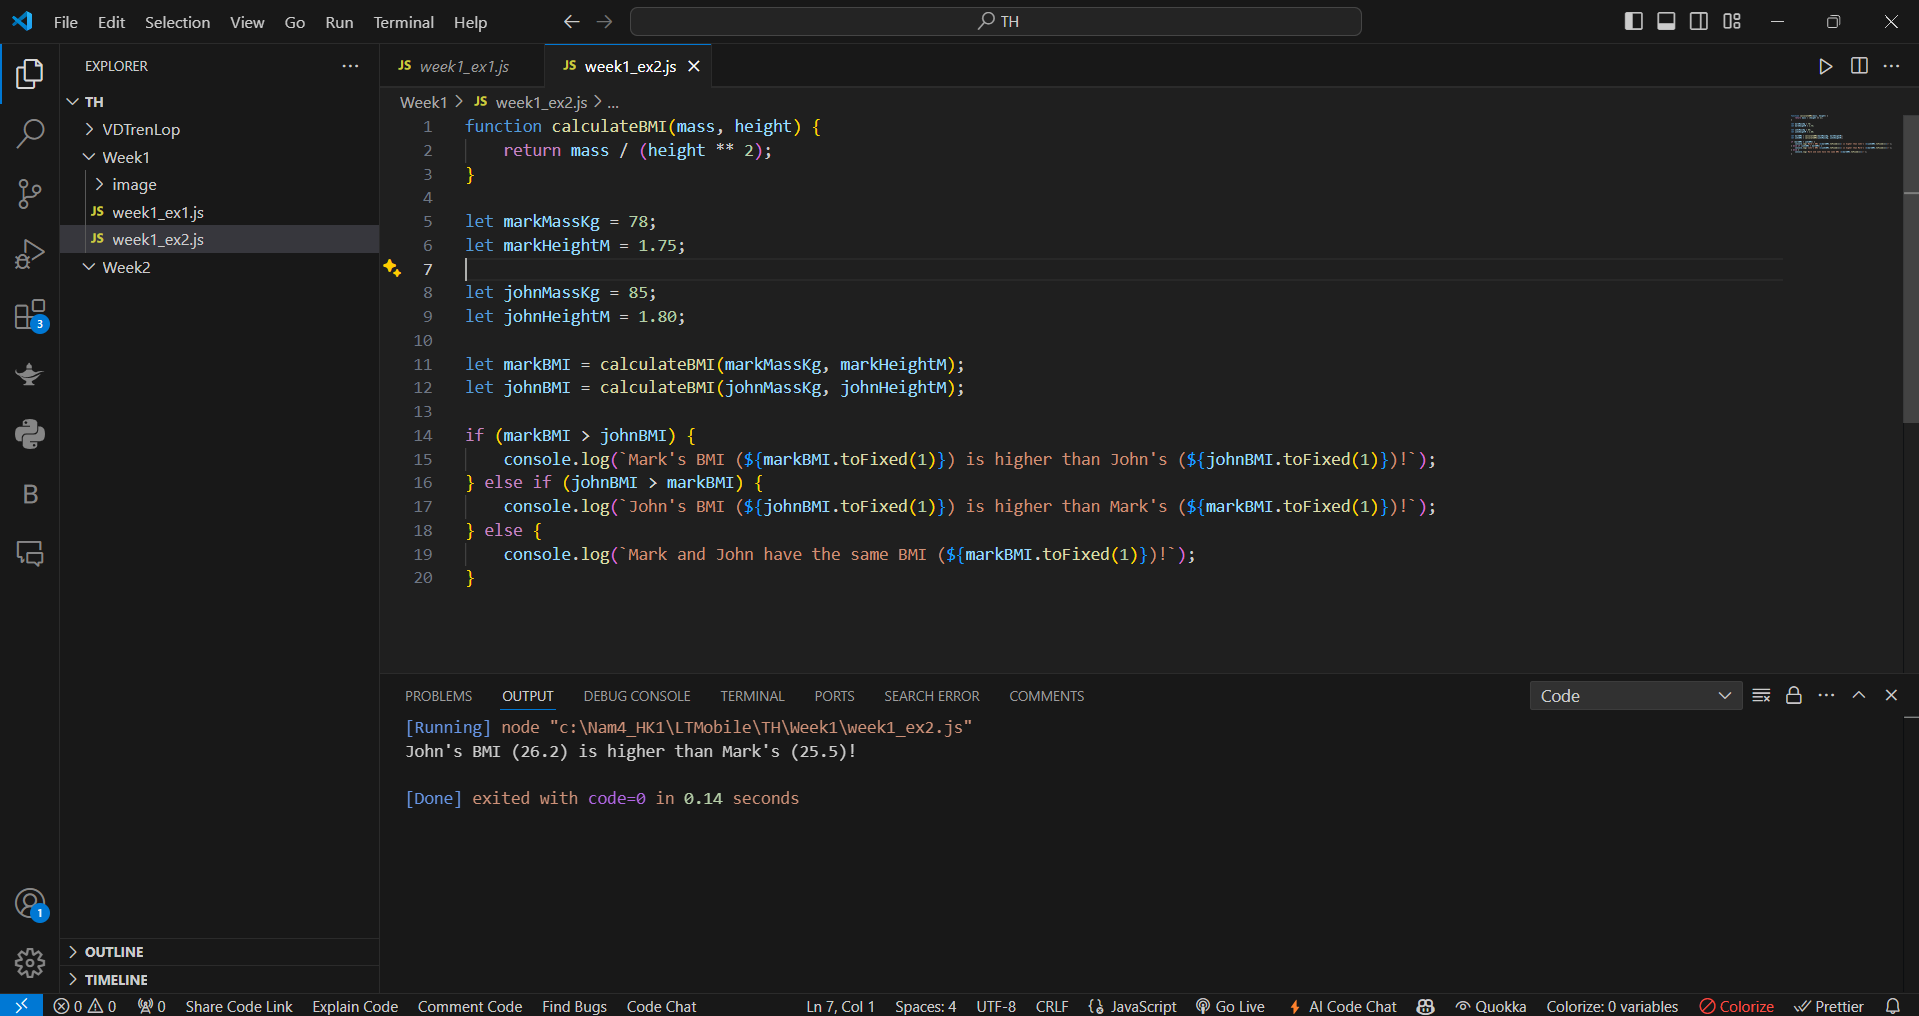 File Edit Selection View Go Run Terminal Help
TH
EXPLORER
TH
VDTrenLop
Week1
image
JS week1_ex1.js
JS week1_ex2.js
Week2
OUTLINE
TIMELINE
3
B
1
JS week1_ex1.js
JS week1_ex2.js
Week1 > JS week1_ex2.js > ...
1 function calculateBMI(mass, height) {
2 return mass / (height ** 2);
3 }
4
5 let markMassKg = 78;
6 let markHeightM = 1.75;
7
8 let johnMassKg = 85;
9 let johnHeightM = 1.80;
10
11 let markBMI = calculateBMI(markMassKg, markHeightM);
12 let johnBMI = calculateBMI(johnMassKg, johnHeightM);
13
14 if (markBMI > johnBMI) {
15 console.log(`Mark's BMI (${markBMI.toFixed(1)}) is higher than John's (${johnBMI.toFixed(1)})!`);
16 } else if (johnBMI > markBMI) {
17 console.log(`John's BMI (${johnBMI.toFixed(1)}) is higher than Mark's (${markBMI.toFixed(1)})!`);
18 } else {
19 console.log(`Mark and John have the same BMI (${markBMI.toFixed(1)})!`);
20 }
PROBLEMS OUTPUT DEBUG CONSOLE TERMINAL PORTS SEARCH ERROR COMMENTS
Code
[Running] node "c:\Nam4_HK1\LTMobile\TH\Week1\week1_ex2.js"
John's BMI (26.2) is higher than Mark's (25.5)!
[Done] exited with code=0 in 0.14 seconds
0 0 0 Share Code Link Explain Code Comment Code Find Bugs Code Chat Ln 7, Col 1 Spaces: 4 UTF-8 CRLF {} JavaScript Go Live AI Code Chat Quokka Colorize: 0 variables Colorize Prettier